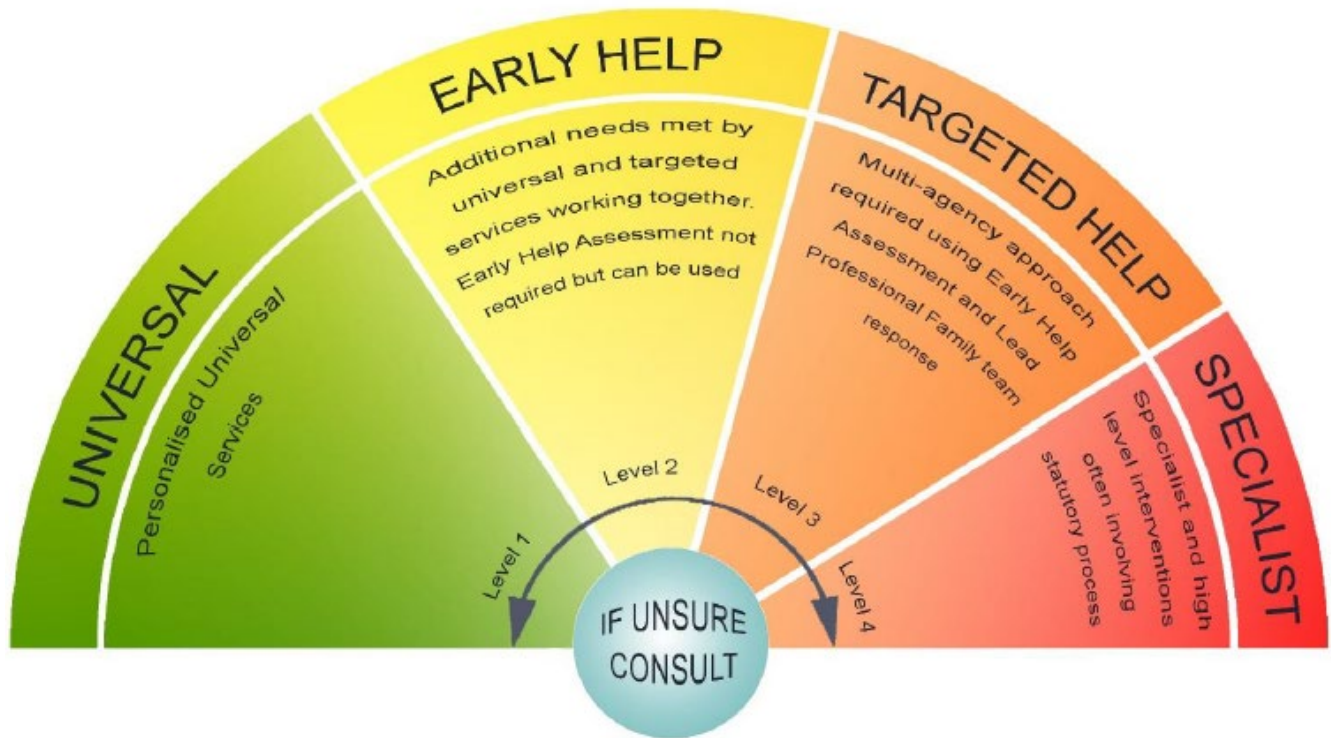 UNIVERSAL
Personalised Universal
Services
Level 1
EARLY HELP
Additional needs met by
universal and targeted
services working together.
Early Help Assessment not
required but can be used
Level 2
TARGETED HELP
Multi-agency approach
required using Early Help
Assessment and Lead
Professional Family team
response
Level 3
SPECIALIST
Specialist and high
level interventions
often involving
statutory process
Level 4
IF UNSURE
CONSULT